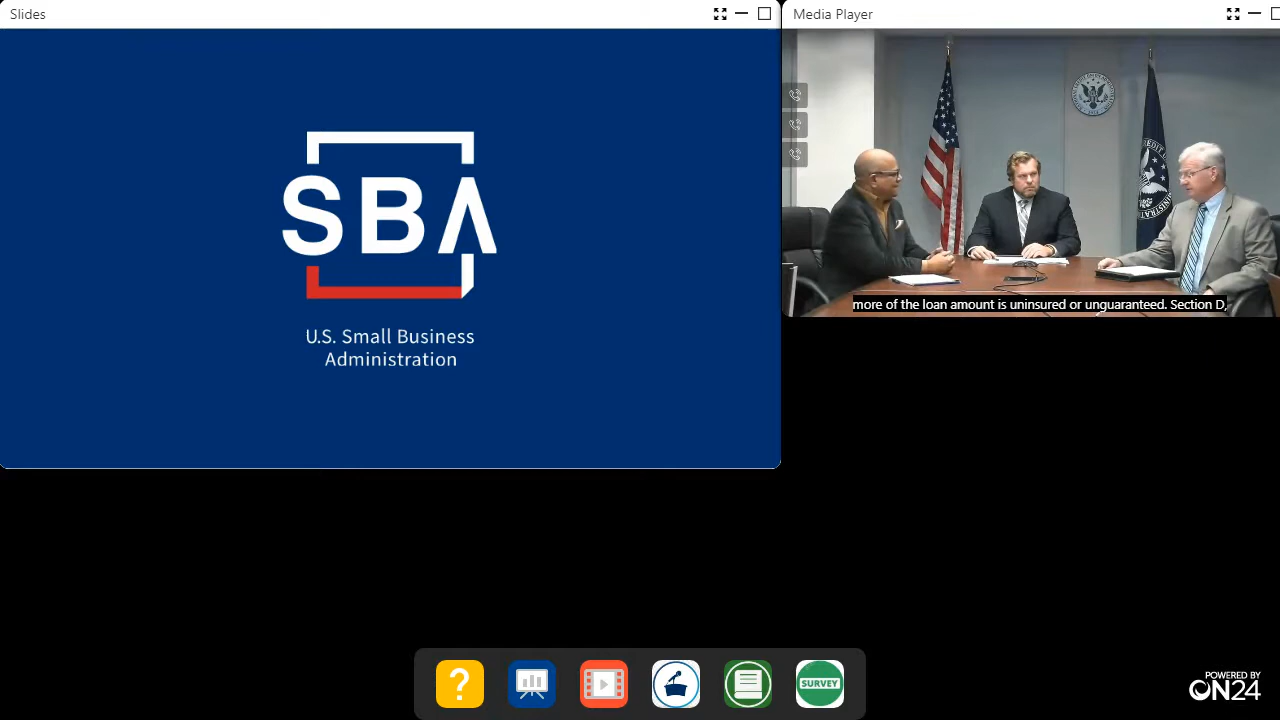 Slides
Media Player
SBA
U.S. Small Business
Administration
more of the loan amount is uninsured or unguaranteed. Section D,
?
SURVEY
POWERED BY
ON24